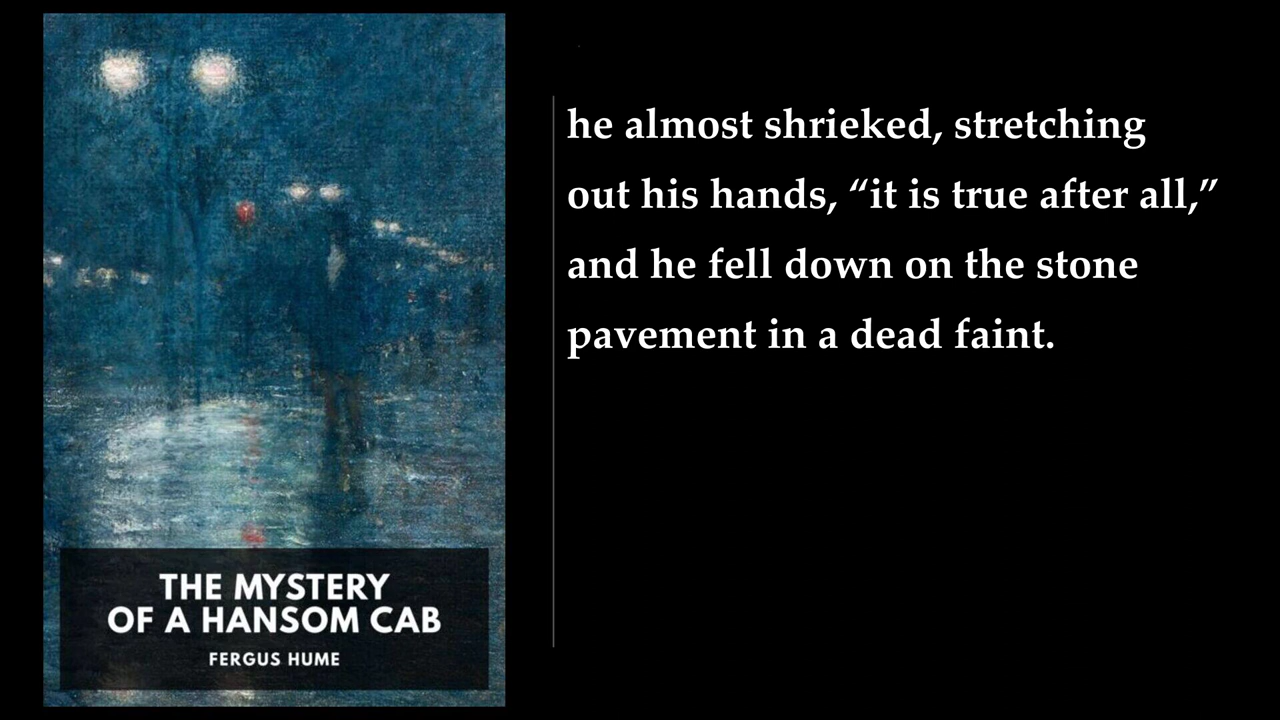 he almost shrieked, stretching
out his hands, “it is true after all,”
and he fell down on the stone
pavement in a dead faint.
THE MYSTERY
OF A HANSOM CAB
FERGUS HUME